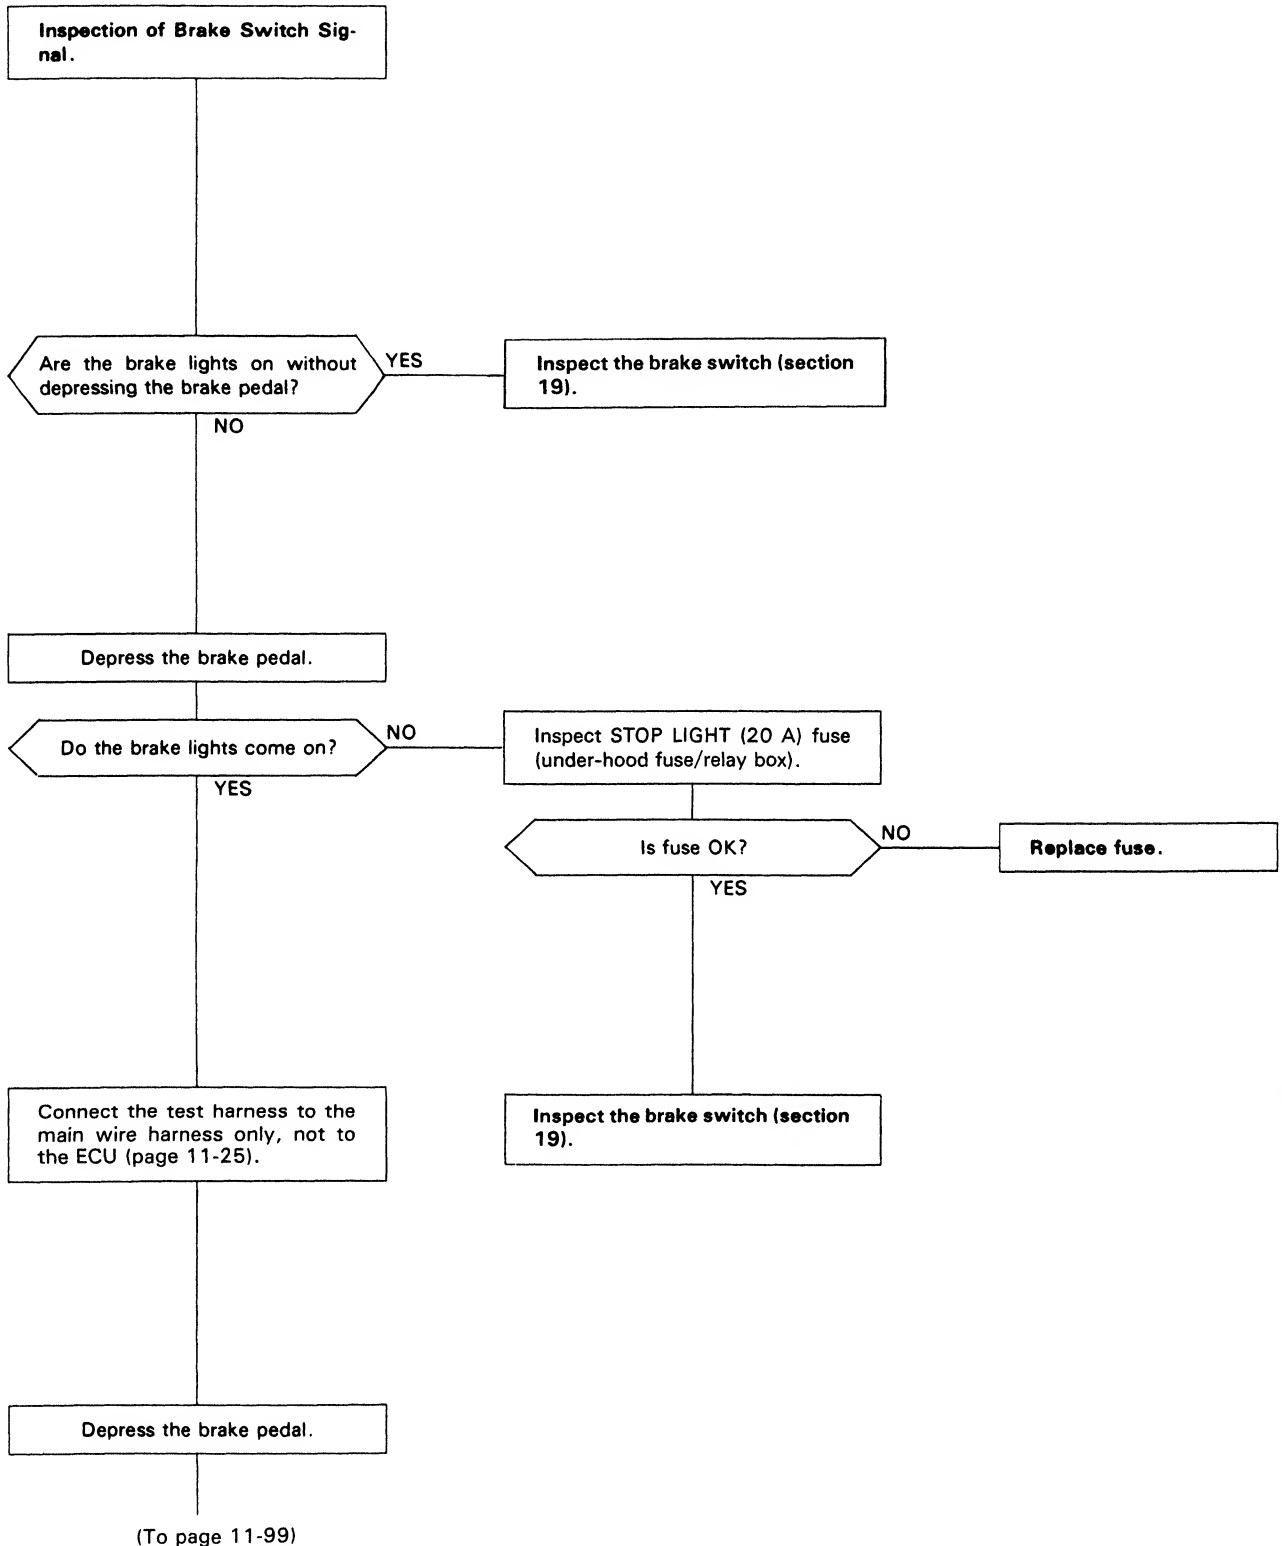 Inspection of Brake Switch Sig-
nal.
Are the brake lights on without
depressing the brake pedal?
YES
Inspect the brake switch (section
19).
NO
Depress the brake pedal.
Do the brake lights come on?
NO
Inspect STOP LIGHT (20 A) fuse
(under-hood fuse/relay box).
YES
Is fuse OK?
NO
Replace fuse.
YES
Connect the test harness to the
main wire harness only, not to
the ECU (page 11-25).
Inspect the brake switch (section
19).
Depress the brake pedal.
(To page 11-99)